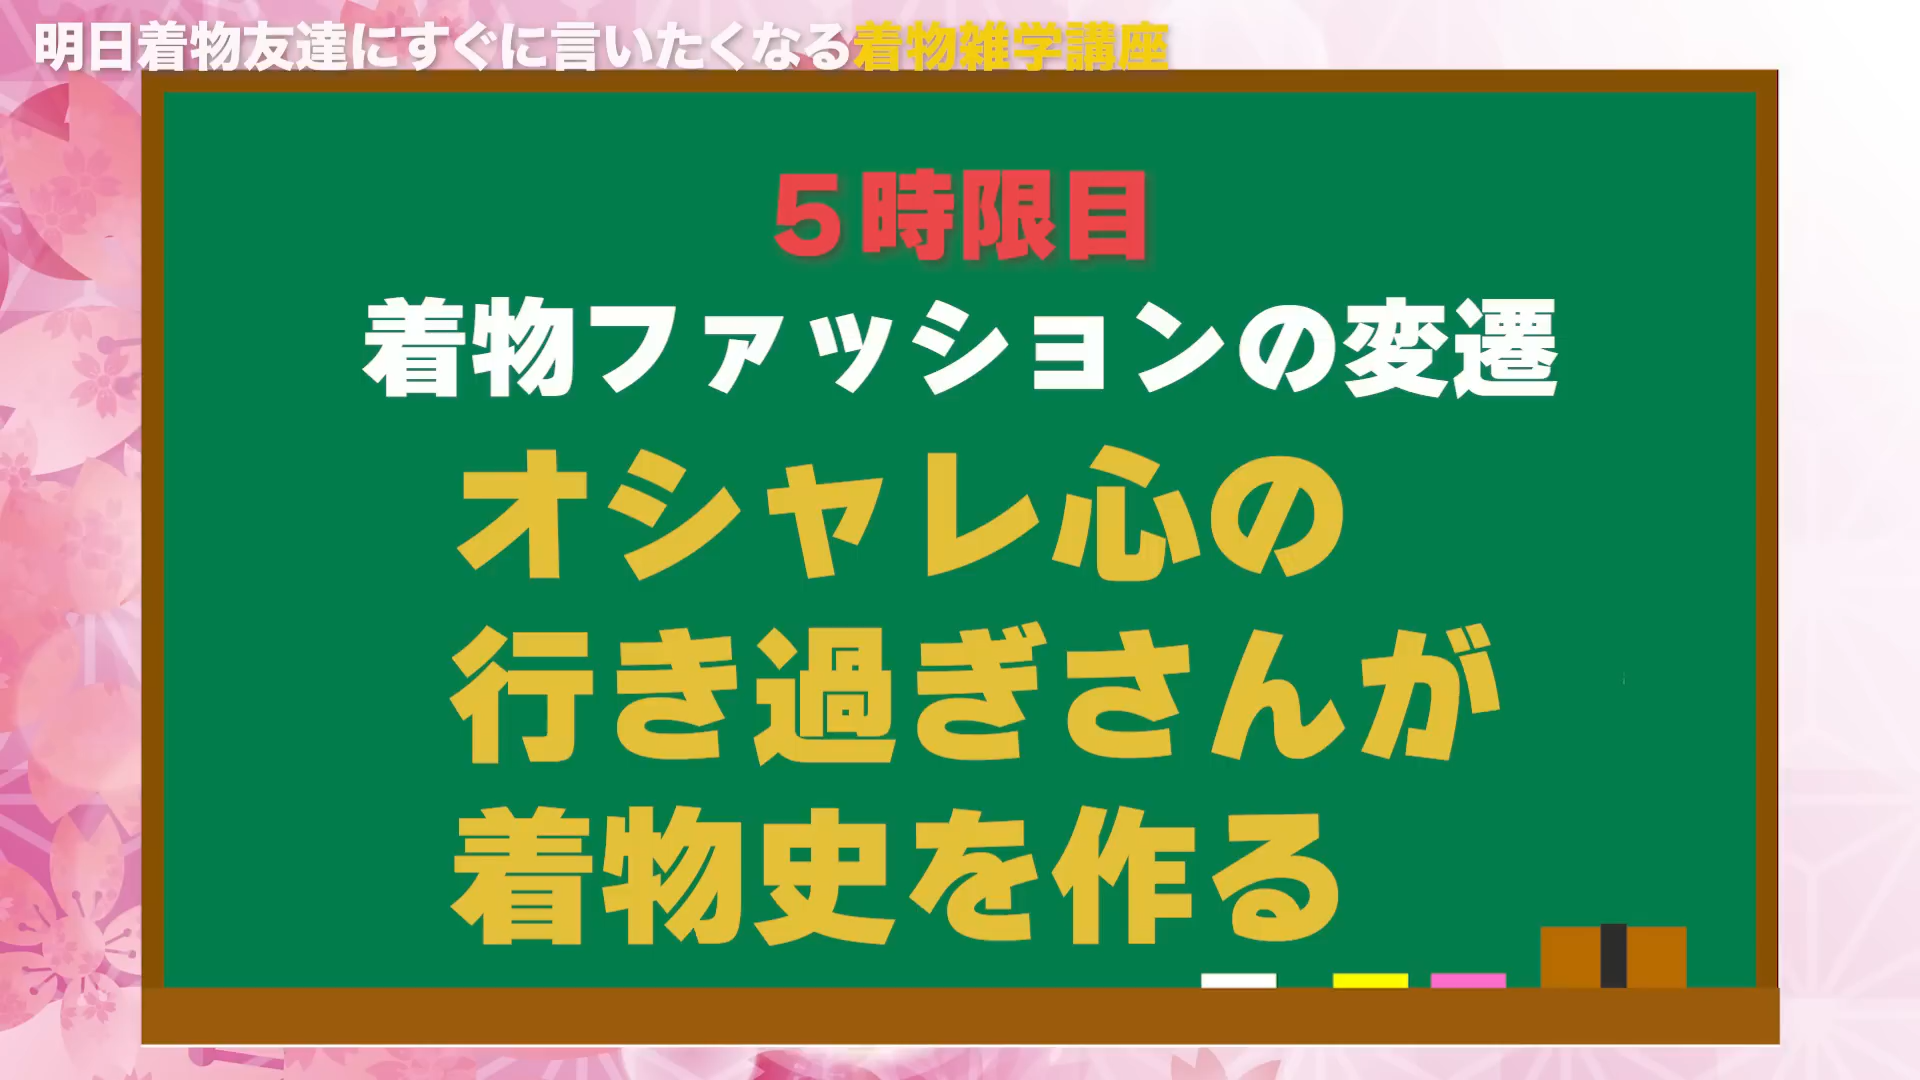 明日着物友達にすぐに言いたくなる着物雑学講座
５時限目
着物ファッションの変遷
オシャレ心の
行き過ぎさんが
着物史を作る